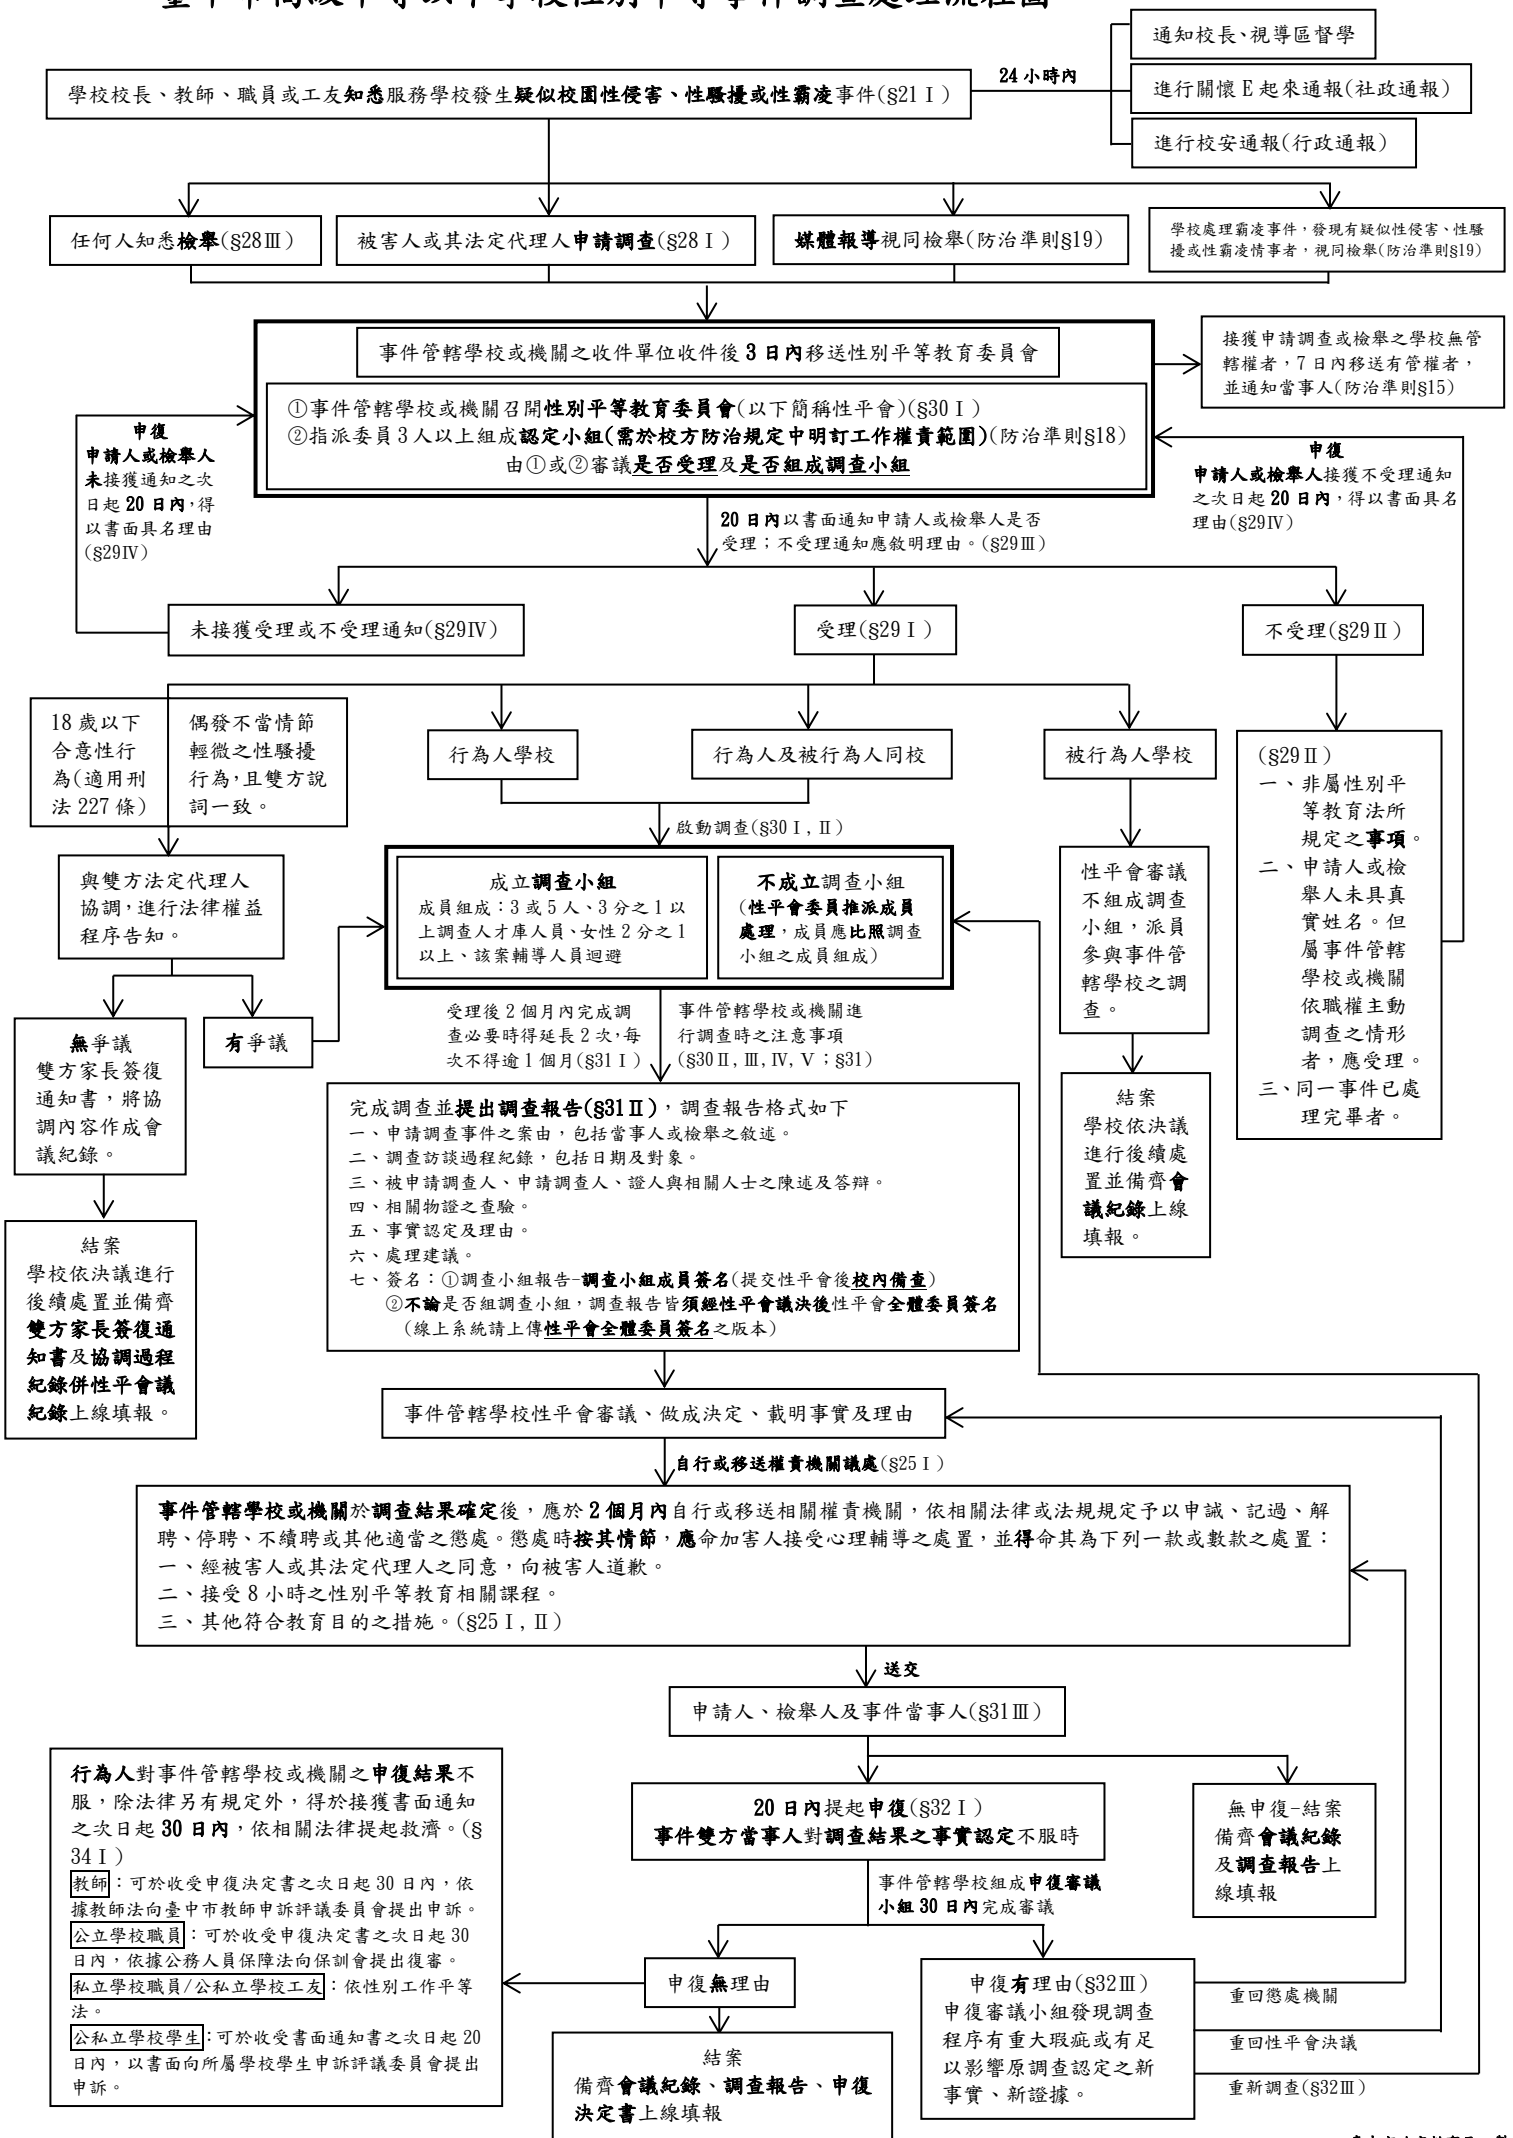 臺中市高級中等以下學校性別平等事件調查處理流程圖
通知校長、視導區督學
24 小時內
學校校長、教師、職員或工友知悉服務學校發生疑似校園性侵害、性騷擾或性霸凌事件(§21Ⅰ)
進行關懷 E 起來通報(社政通報)
進行校安通報(行政通報)
任何人知悉檢舉(§28Ⅲ)
被害人或其法定代理人申請調查(§28Ⅰ)
媒體報導視同檢舉(防治準則§19)
學校處理霸凌事件，發現有疑似性侵害、性騷
擾或性霸凌情事者，視同檢舉(防治準則§19)
事件管轄學校或機關之收件單位收件後 3 日內移送性別平等教育委員會
接獲申請調查或檢舉之學校無管
轄權者，7 日內移送有管權者，
並通知當事人(防治準則§15)
①事件管轄學校或機關召開性別平等教育委員會(以下簡稱性平會)(§30Ⅰ)
②指派委員 3 人以上組成認定小組(需於校方防治規定中明訂工作權責範圍)(防治準則§18)
由①或②審議是否受理及是否組成調查小組
申復
申請人或檢舉人
未接獲通知之次
日起 20 日內，得
以書面具名理由
(§29Ⅳ)
申復
申請人或檢舉人接獲不受理通知
之次日起 20 日內，得以書面具名
理由(§29Ⅳ)
20 日內以書面通知申請人或檢舉人是否
受理；不受理通知應敘明理由。(§29Ⅲ)
未接獲受理或不受理通知(§29Ⅳ)
受理(§29Ⅰ)
不受理(§29Ⅱ)
18 歲以下
合意性行
為(適用刑
法 227 條)
偶發不當情節
輕微之性騷擾
行為，且雙方說
詞一致。
行為人學校
行為人及被行為人同校
被行為人學校
(§29Ⅱ)
一、非屬性別平
等教育法所
規定之事項。
二、申請人或檢
舉人未具真
實姓名。但
屬事件管轄
學校或機關
依職權主動
調查之情形
者，應受理。
三、同一事件已處
理完畢者。
啟動調查(§30Ⅰ, Ⅱ)
與雙方法定代理人
協調，進行法律權益
程序告知。
成立調查小組
成員組成：3 或 5 人、3 分之 1 以
上調查人才庫人員、女性 2 分之 1
以上、該案輔導人員迴避
不成立調查小組
(性平會委員推派成員
處理，成員應比照調查
小組之成員組成)
性平會審議
不組成調查
小組，派員
參與事件管
轄學校之調
查。
無爭議
雙方家長簽復
通知書，將協
調內容作成會
議紀錄。
有爭議
受理後 2 個月內完成調
查必要時得延長 2 次，每
次不得逾 1 個月(§31Ⅰ)
事件管轄學校或機關進
行調查時之注意事項
(§30Ⅱ, Ⅲ, Ⅳ, Ⅴ；§31)
完成調查並提出調查報告(§31Ⅱ)，調查報告格式如下
一、申請調查事件之案由，包括當事人或檢舉之敘述。
二、調查訪談過程紀錄，包括日期及對象。
三、被申請調查人、申請調查人、證人與相關人士之陳述及答辯。
四、相關物證之查驗。
五、事實認定及理由。
六、處理建議。
七、簽名：①調查小組報告-調查小組成員簽名(提交性平會後校內備查)
②不論是否組調查小組，調查報告皆須經性平會議決後性平會全體委員簽名
(線上系統請上傳性平會全體委員簽名之版本)
結案
學校依決議
進行後續處
置並備齊會
議紀錄上線
填報。
結案
學校依決議進行
後續處置並備齊
雙方家長簽復通
知書及協調過程
紀錄併性平會議
紀錄上線填報。
事件管轄學校性平會審議、做成決定、載明事實及理由
自行或移送權責機關議處(§25Ⅰ)
事件管轄學校或機關於調查結果確定後，應於 2 個月內自行或移送相關權責機關，依相關法律或法規規定予以申誡、記過、解
聘、停聘、不續聘或其他適當之懲處。懲處時按其情節，應命加害人接受心理輔導之處置，並得命其為下列一款或數款之處置：
一、經被害人或其法定代理人之同意，向被害人道歉。
二、接受 8 小時之性別平等教育相關課程。
三、其他符合教育目的之措施。(§25Ⅰ, Ⅱ)
送交
申請人、檢舉人及事件當事人(§31Ⅲ)
20 日內提起申復(§32Ⅰ)
事件雙方當事人對調查結果之事實認定不服時
無申復-結案
備齊會議紀錄
及調查報告上
線填報
行為人對事件管轄學校或機關之申復結果不
服，除法律另有規定外，得於接獲書面通知
之次日起 30 日內，依相關法律提起救濟。(§
34Ⅰ)
教師：可於收受申復決定書之次日起 30 日內，依
據教師法向臺中市教師申訴評議委員會提出申訴。
公立學校職員：可於收受申復決定書之次日起 30
日內，依據公務人員保障法向保訓會提出復審。
私立學校職員/公私立學校工友：依性別工作平等
法。
公私立學校學生：可於收受書面通知書之次日起 20
日內，以書面向所屬學校學生申訴評議委員會提出
申訴。
事件管轄學校組成申復審議
小組 30 日內完成審議
申復無理由
申復有理由(§32Ⅲ)
申復審議小組發現調查
程序有重大瑕疵或有足
以影響原調查認定之新
事實、新證據。
重回懲處機關
重回性平會決議
重新調查(§32Ⅲ)
結案
備齊會議紀錄、調查報告、申復
決定書上線填報